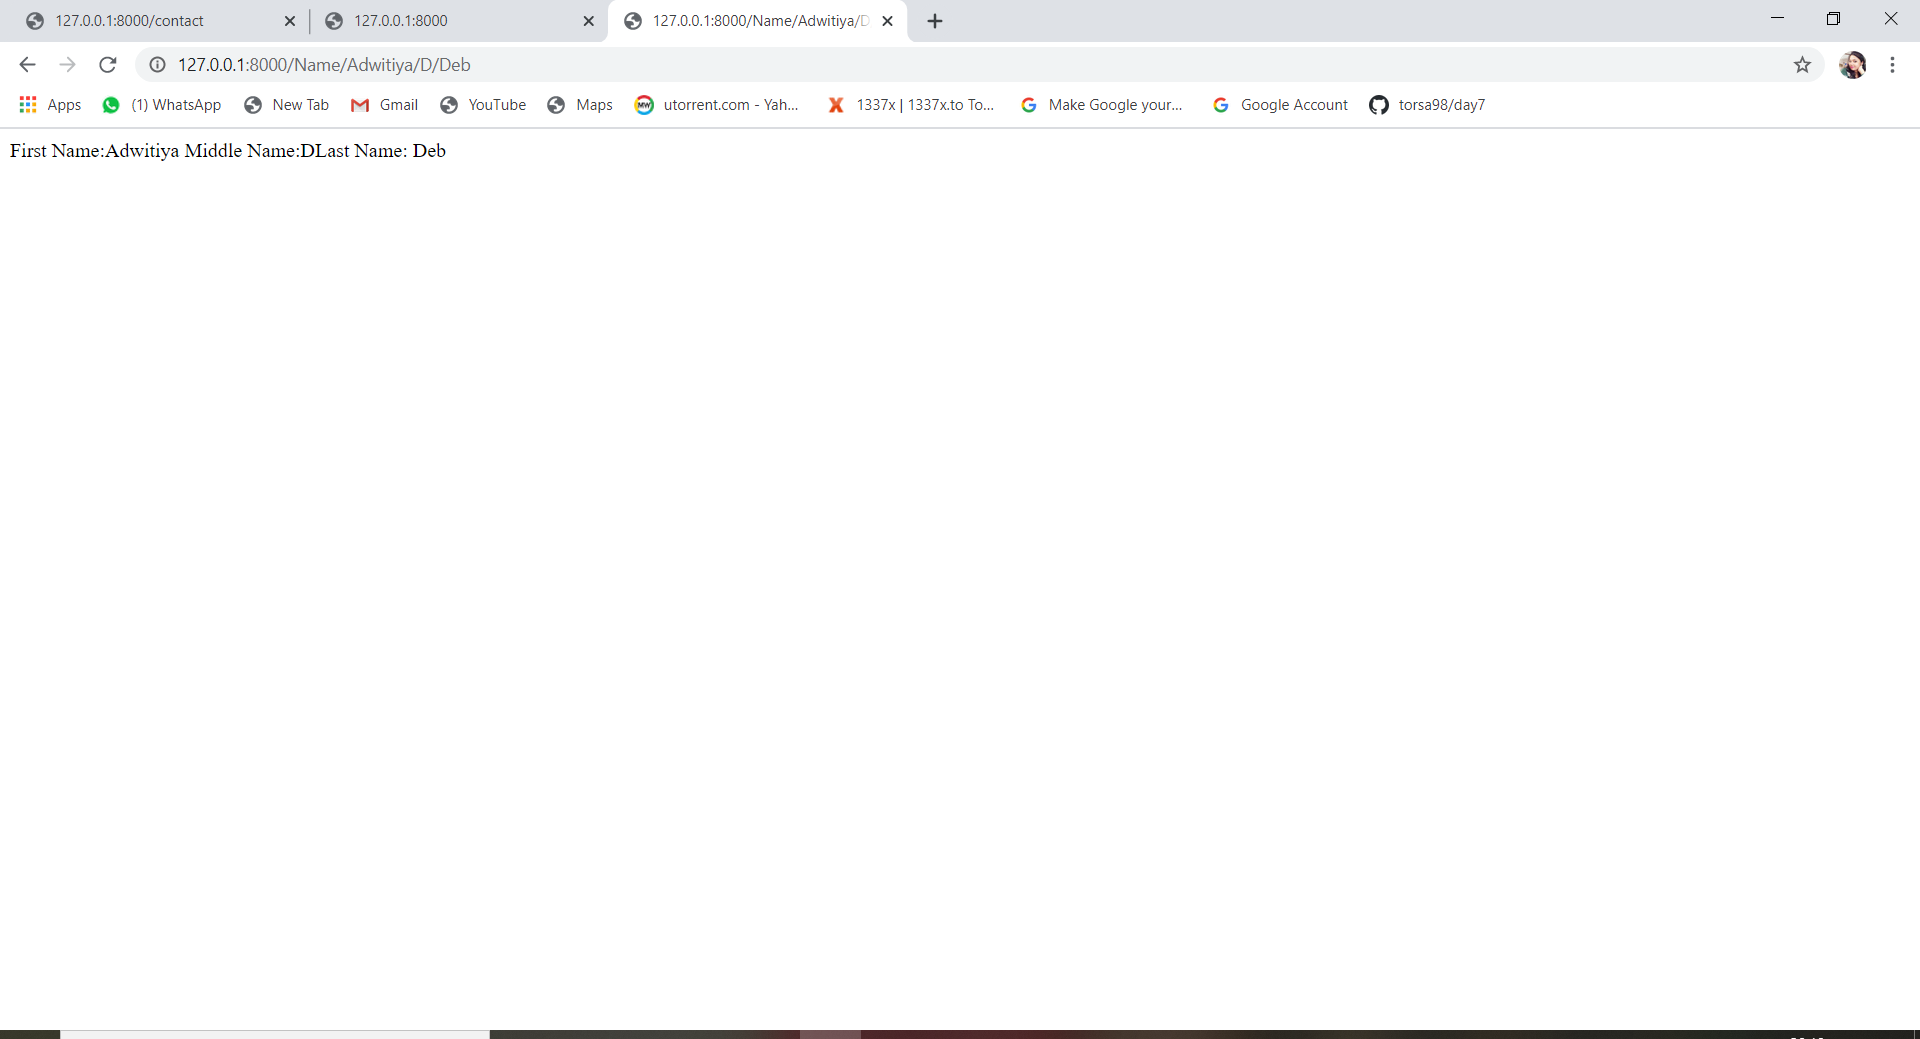 127.0.0.1:8000/contact 127.0.0.1:8000 127.0.0.1:8000/Name/Adwitiya/D
127.0.0.1:8000/Name/Adwitiya/D/Deb
Apps (1) WhatsApp New Tab Gmail YouTube Maps MW utorrent.com - Yah... 1337x | 1337x.to To... Make Google your... Google Account torsa98/day7
First Name:Adwitiya Middle Name:DLast Name: Deb